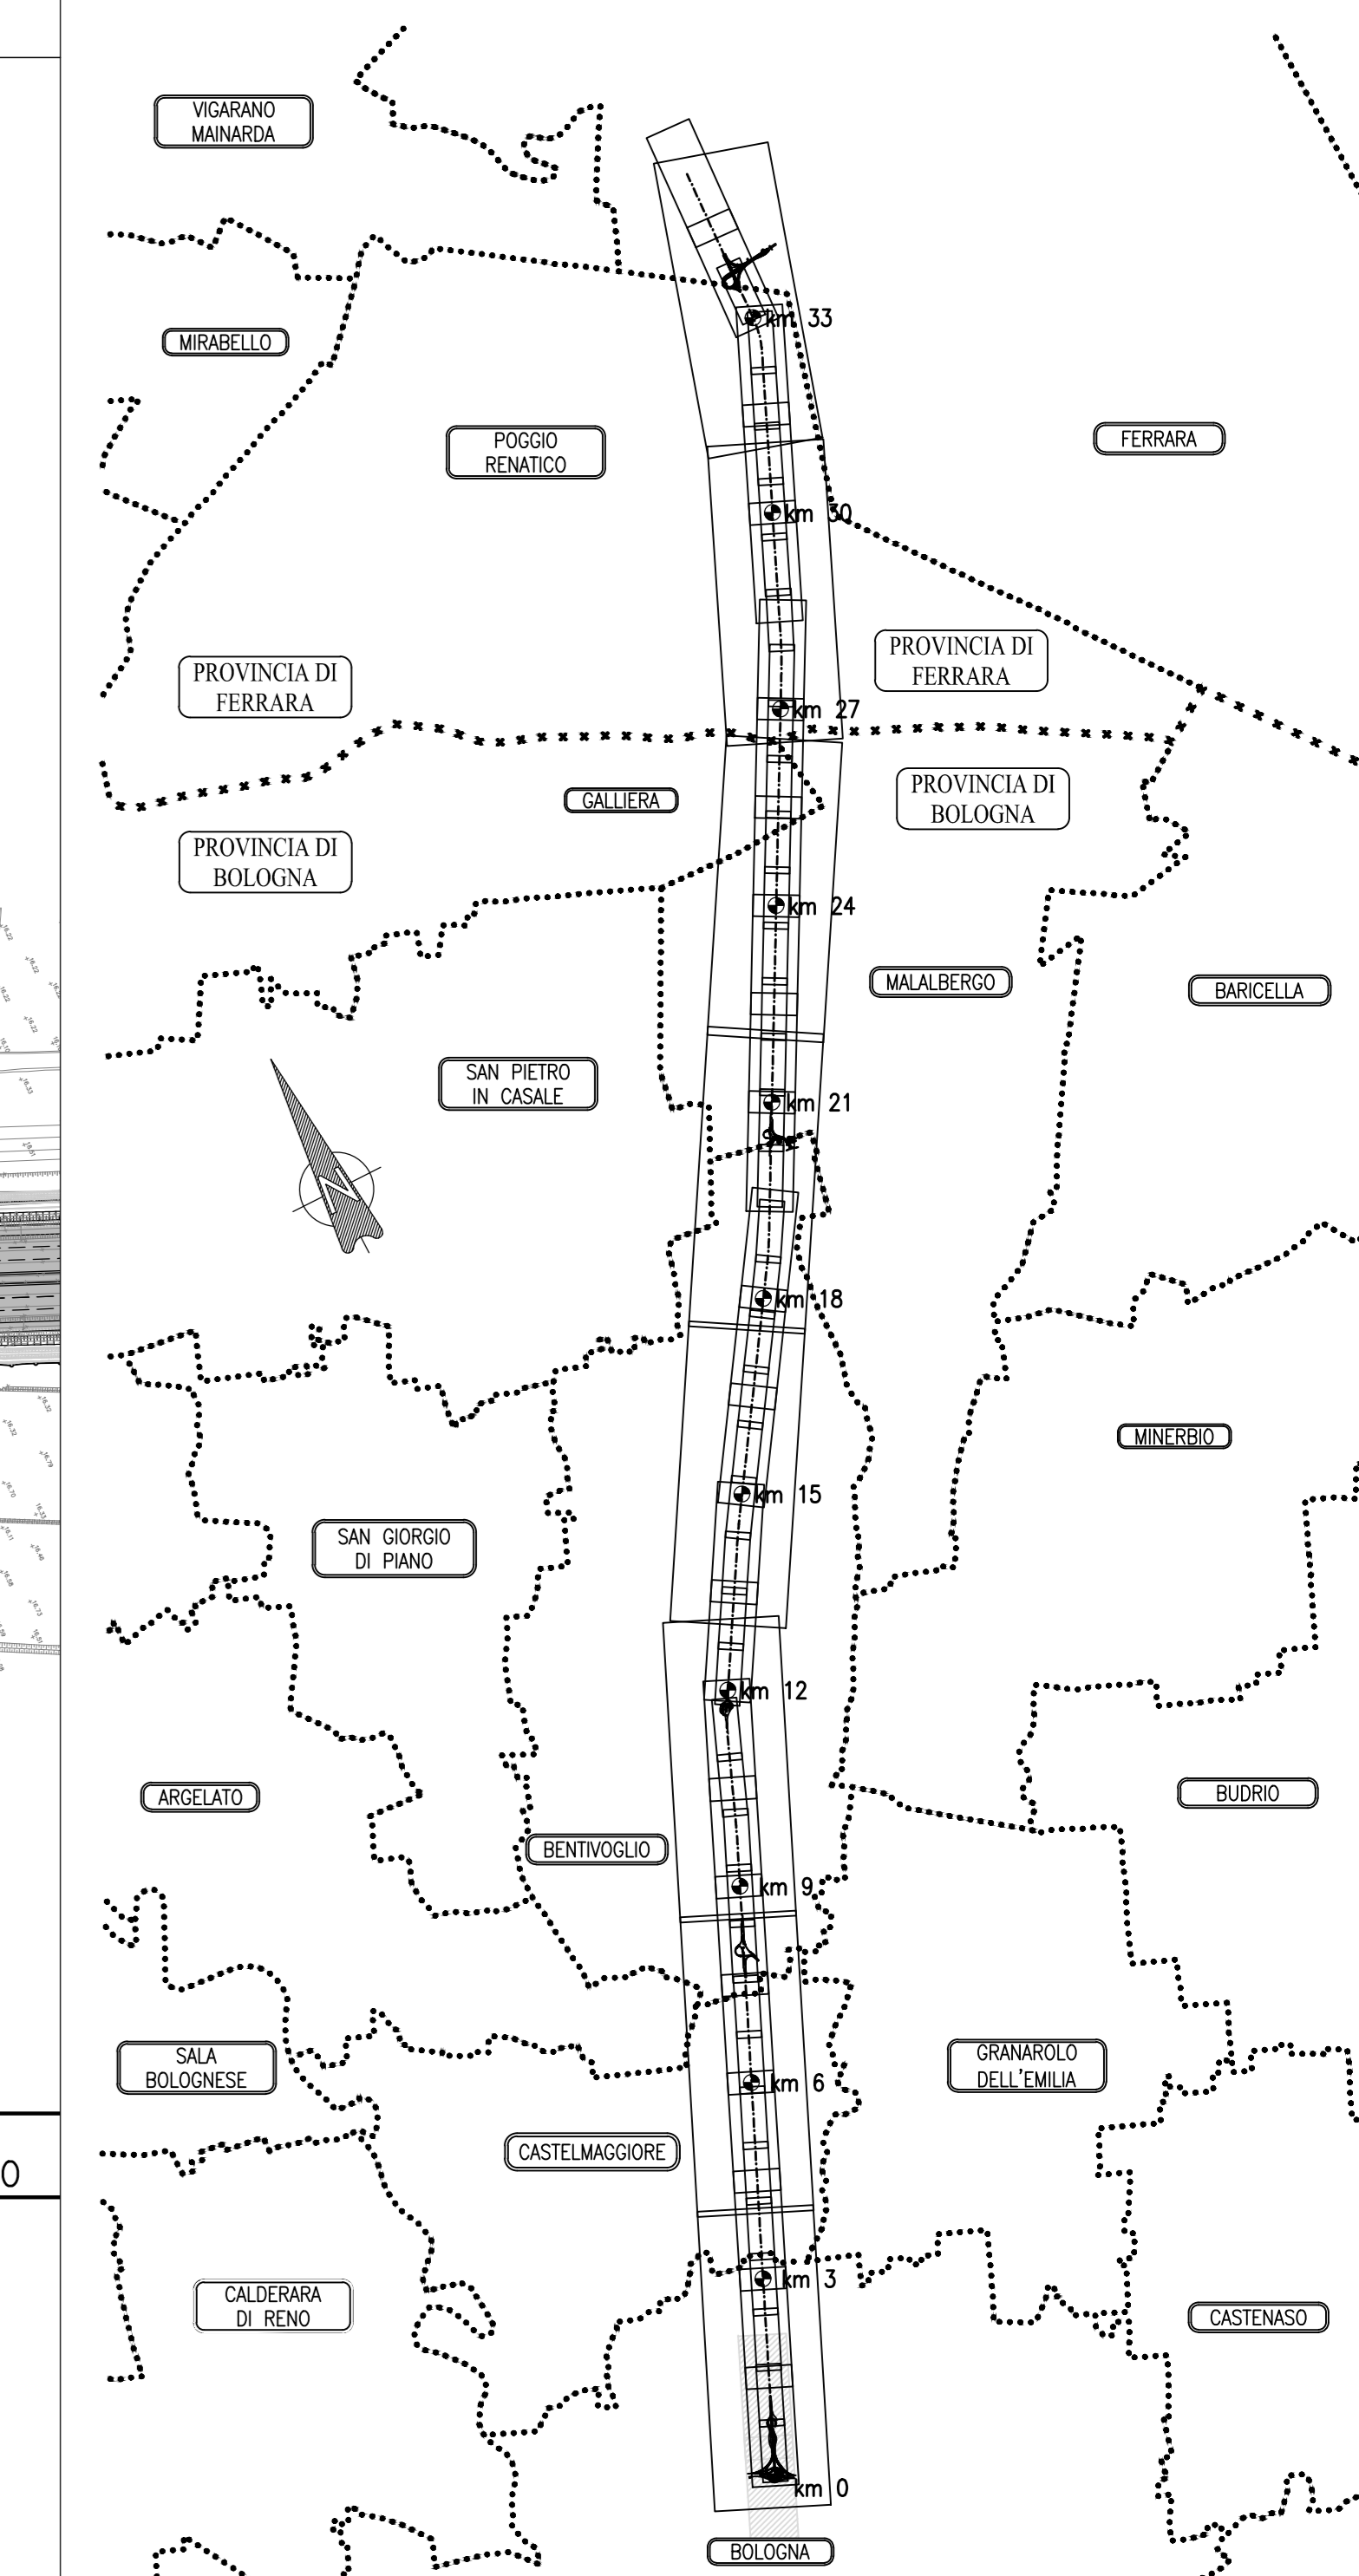 VIGARANO
MAINARDA
MIRABELLO
km 33
POGGIO
RENATICO
FERRARA
km 30
PROVINCIA DI
FERRARA
PROVINCIA DI
FERRARA
km 27
GALLIERA
PROVINCIA DI
BOLOGNA
PROVINCIA DI
BOLOGNA
km 24
MALALBERGO
BARICELLA
SAN PIETRO
IN CASALE
km 21
N
km 18
MINERBIO
km 15
SAN GIORGIO
DI PIANO
km 12
ARGELATO
BUDRIO
BENTIVOGLIO
km 9
SALA
BOLOGNESE
GRANAROLO
DELL'EMILIA
km 6
CASTELMAGGIORE
0
km 3
CALDERARA
DI RENO
CASTENASO
km 0
BOLOGNA